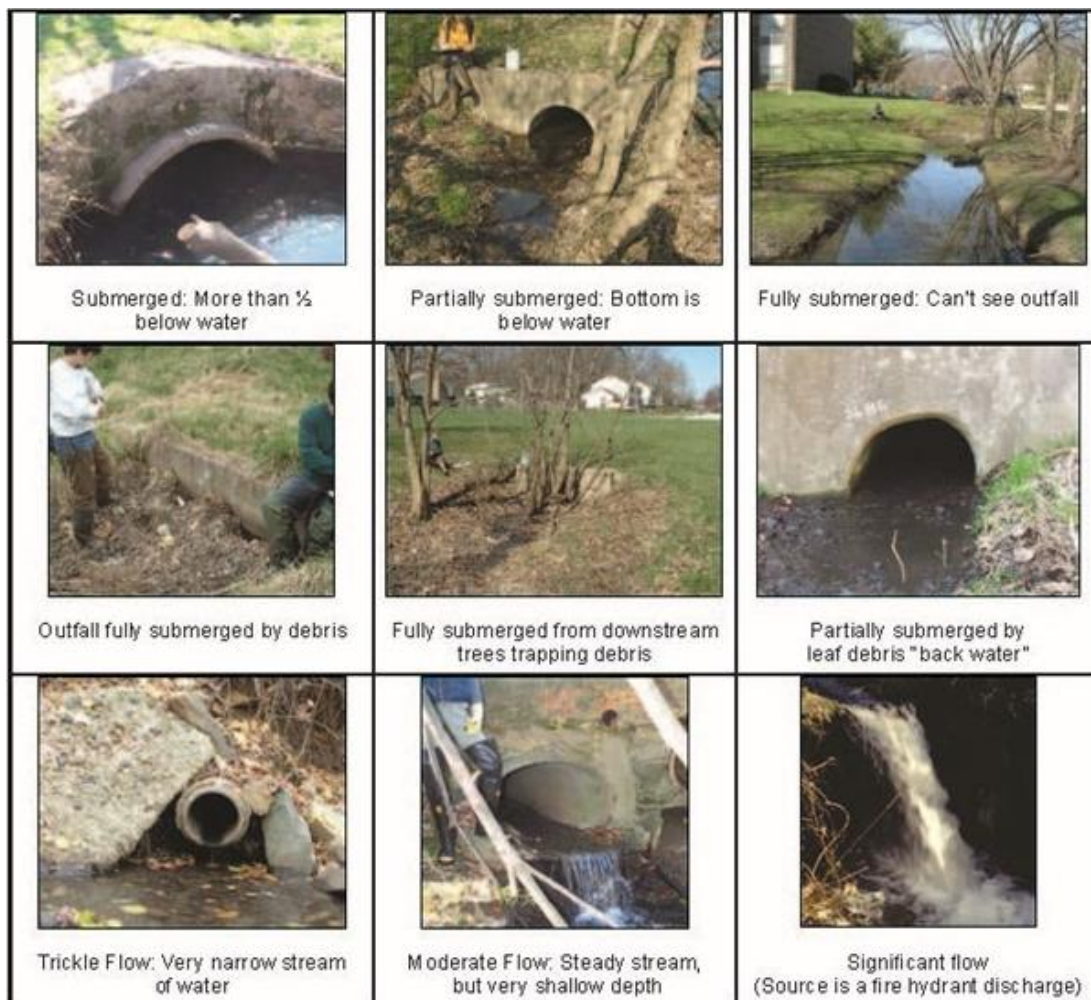 Submerged: More than ½
below water
Partially submerged: Bottom is
below water
Fully submerged: Can't see outfall
Outfall fully submerged by debris
Fully submerged from downstream
trees trapping debris
Partially submerged by
leaf debris "back water"
Trickle Flow: Very narrow stream
of water
Moderate Flow: Steady stream,
but very shallow depth
Significant flow
(Source is a fire hydrant discharge)